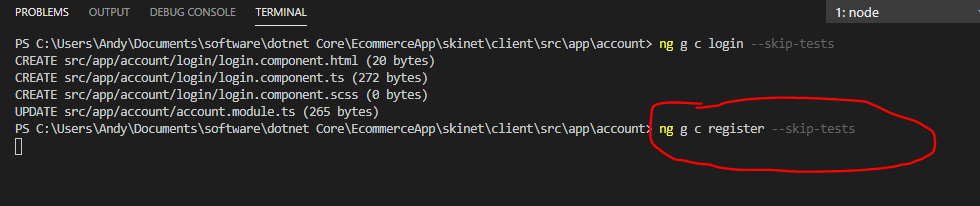 PROBLEMS OUTPUT DEBUG CONSOLE TERMINAL 1: node
PS C:\Users\Andy\Documents\software\dotnet Core\EcommerceApp\skinet\client\src\app\account> ng g c login --skip-tests
CREATE src/app/account/login/login.component.html (20 bytes)
CREATE src/app/account/login/login.component.ts (272 bytes)
CREATE src/app/account/login/login.component.scss (0 bytes)
UPDATE src/app/account/account.module.ts (265 bytes)
PS C:\Users\Andy\Documents\software\dotnet Core\EcommerceApp\skinet\client\src\app\account> ng g c register --skip-tests